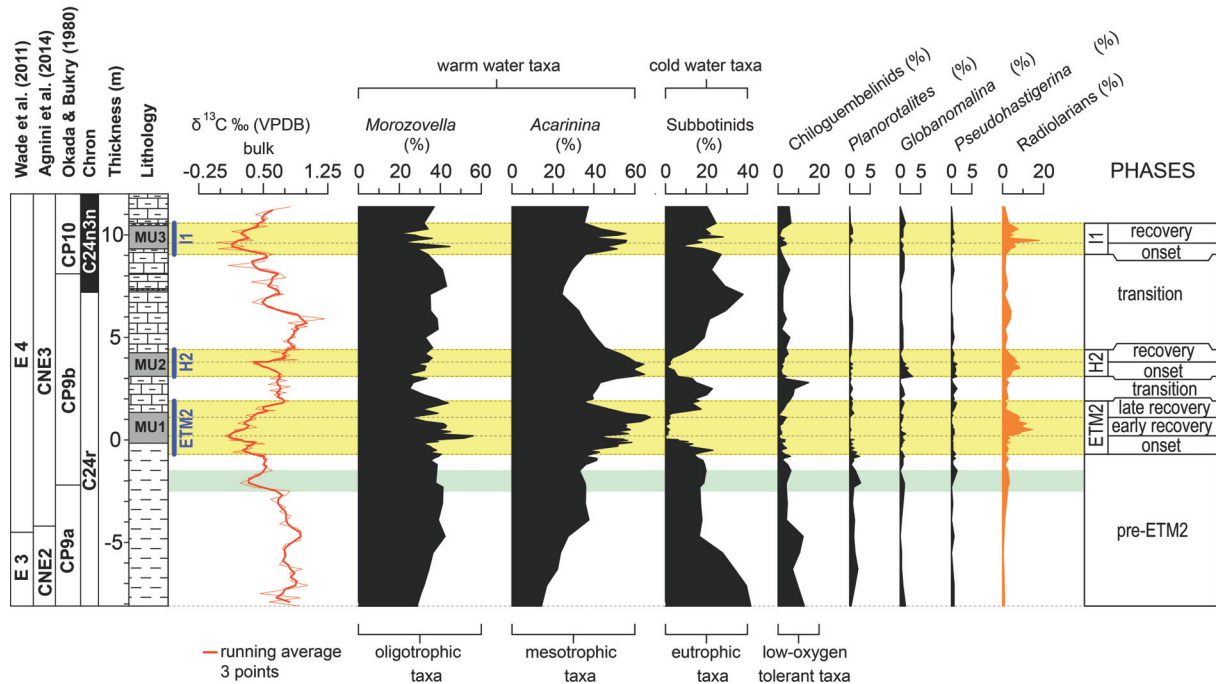 Wade et al. (2011)
Agnini et al. (2014)
Okada & Bukry (1980)
Chron
Thickness (m)
Lithology
δ 13C ‰ (VPDB)
bulk
-0.25 0.50 1.25
warm water taxa
cold water taxa
Morozovella
(%)
0 20 40 60
Acarinina
(%)
0 20 40 60
Subbotinids
(%)
0 20 40
Chiloguembelinids (%)
0 20
Planorotalites (%)
0 5
Globanomalina (%)
0 5
Pseudohastigerina (%)
0 5
Radiolarians (%)
0 20
PHASES
E 4
E 3
CNE3
CNE2
CP10
CP9b
CP9a
C24n3n
C24r
10
5
0
-5
MU3
MU2
MU1
I1
H2
ETM2
I1
recovery
onset
transition
H2
recovery
onset
transition
ETM2
late recovery
early recovery
onset
pre-ETM2
running average
3 points
oligotrophic
taxa
mesotrophic
taxa
eutrophic
taxa
low-oxygen
tolerant taxa